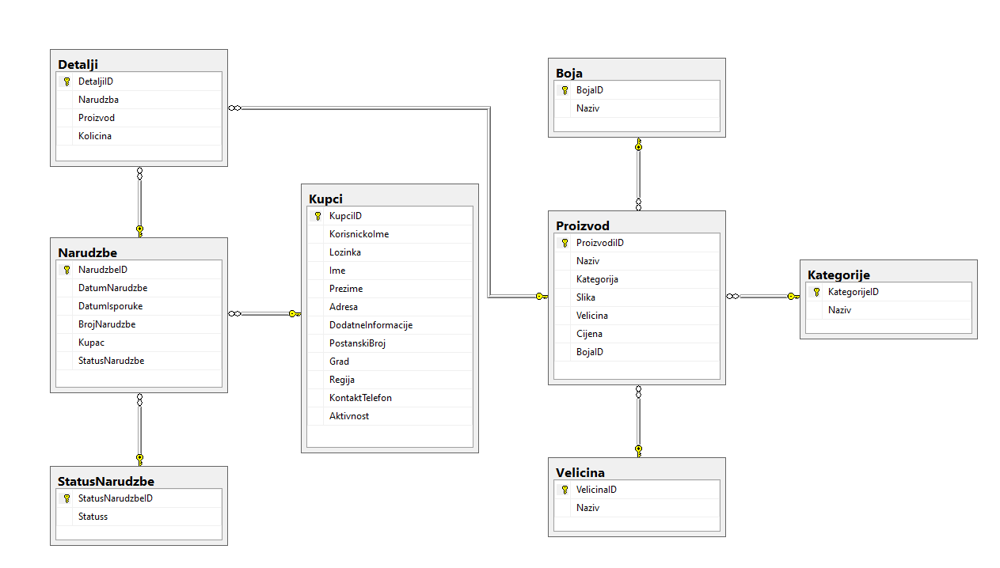 Detalji
DetaljiID
Narudzba
Proizvod
Kolicina
Narudzbe
NarudzbeID
DatumNarudzbe
DatumIsporuke
BrojNarudzbe
Kupac
StatusNarudzbe
StatusNarudzbe
StatusNarudzbeID
Statuss
Kupci
KupciID
KorisnickoIme
Lozinka
Ime
Prezime
Adresa
DodatneInformacije
PostanskiBroj
Grad
Regija
KontaktTelefon
Aktivnost
Boja
BojaID
Naziv
Proizvod
ProizvodiID
Naziv
Kategorija
Slika
Velicina
Cijena
BojaID
Velicina
VelicinaID
Naziv
Kategorije
KategorijeID
Naziv